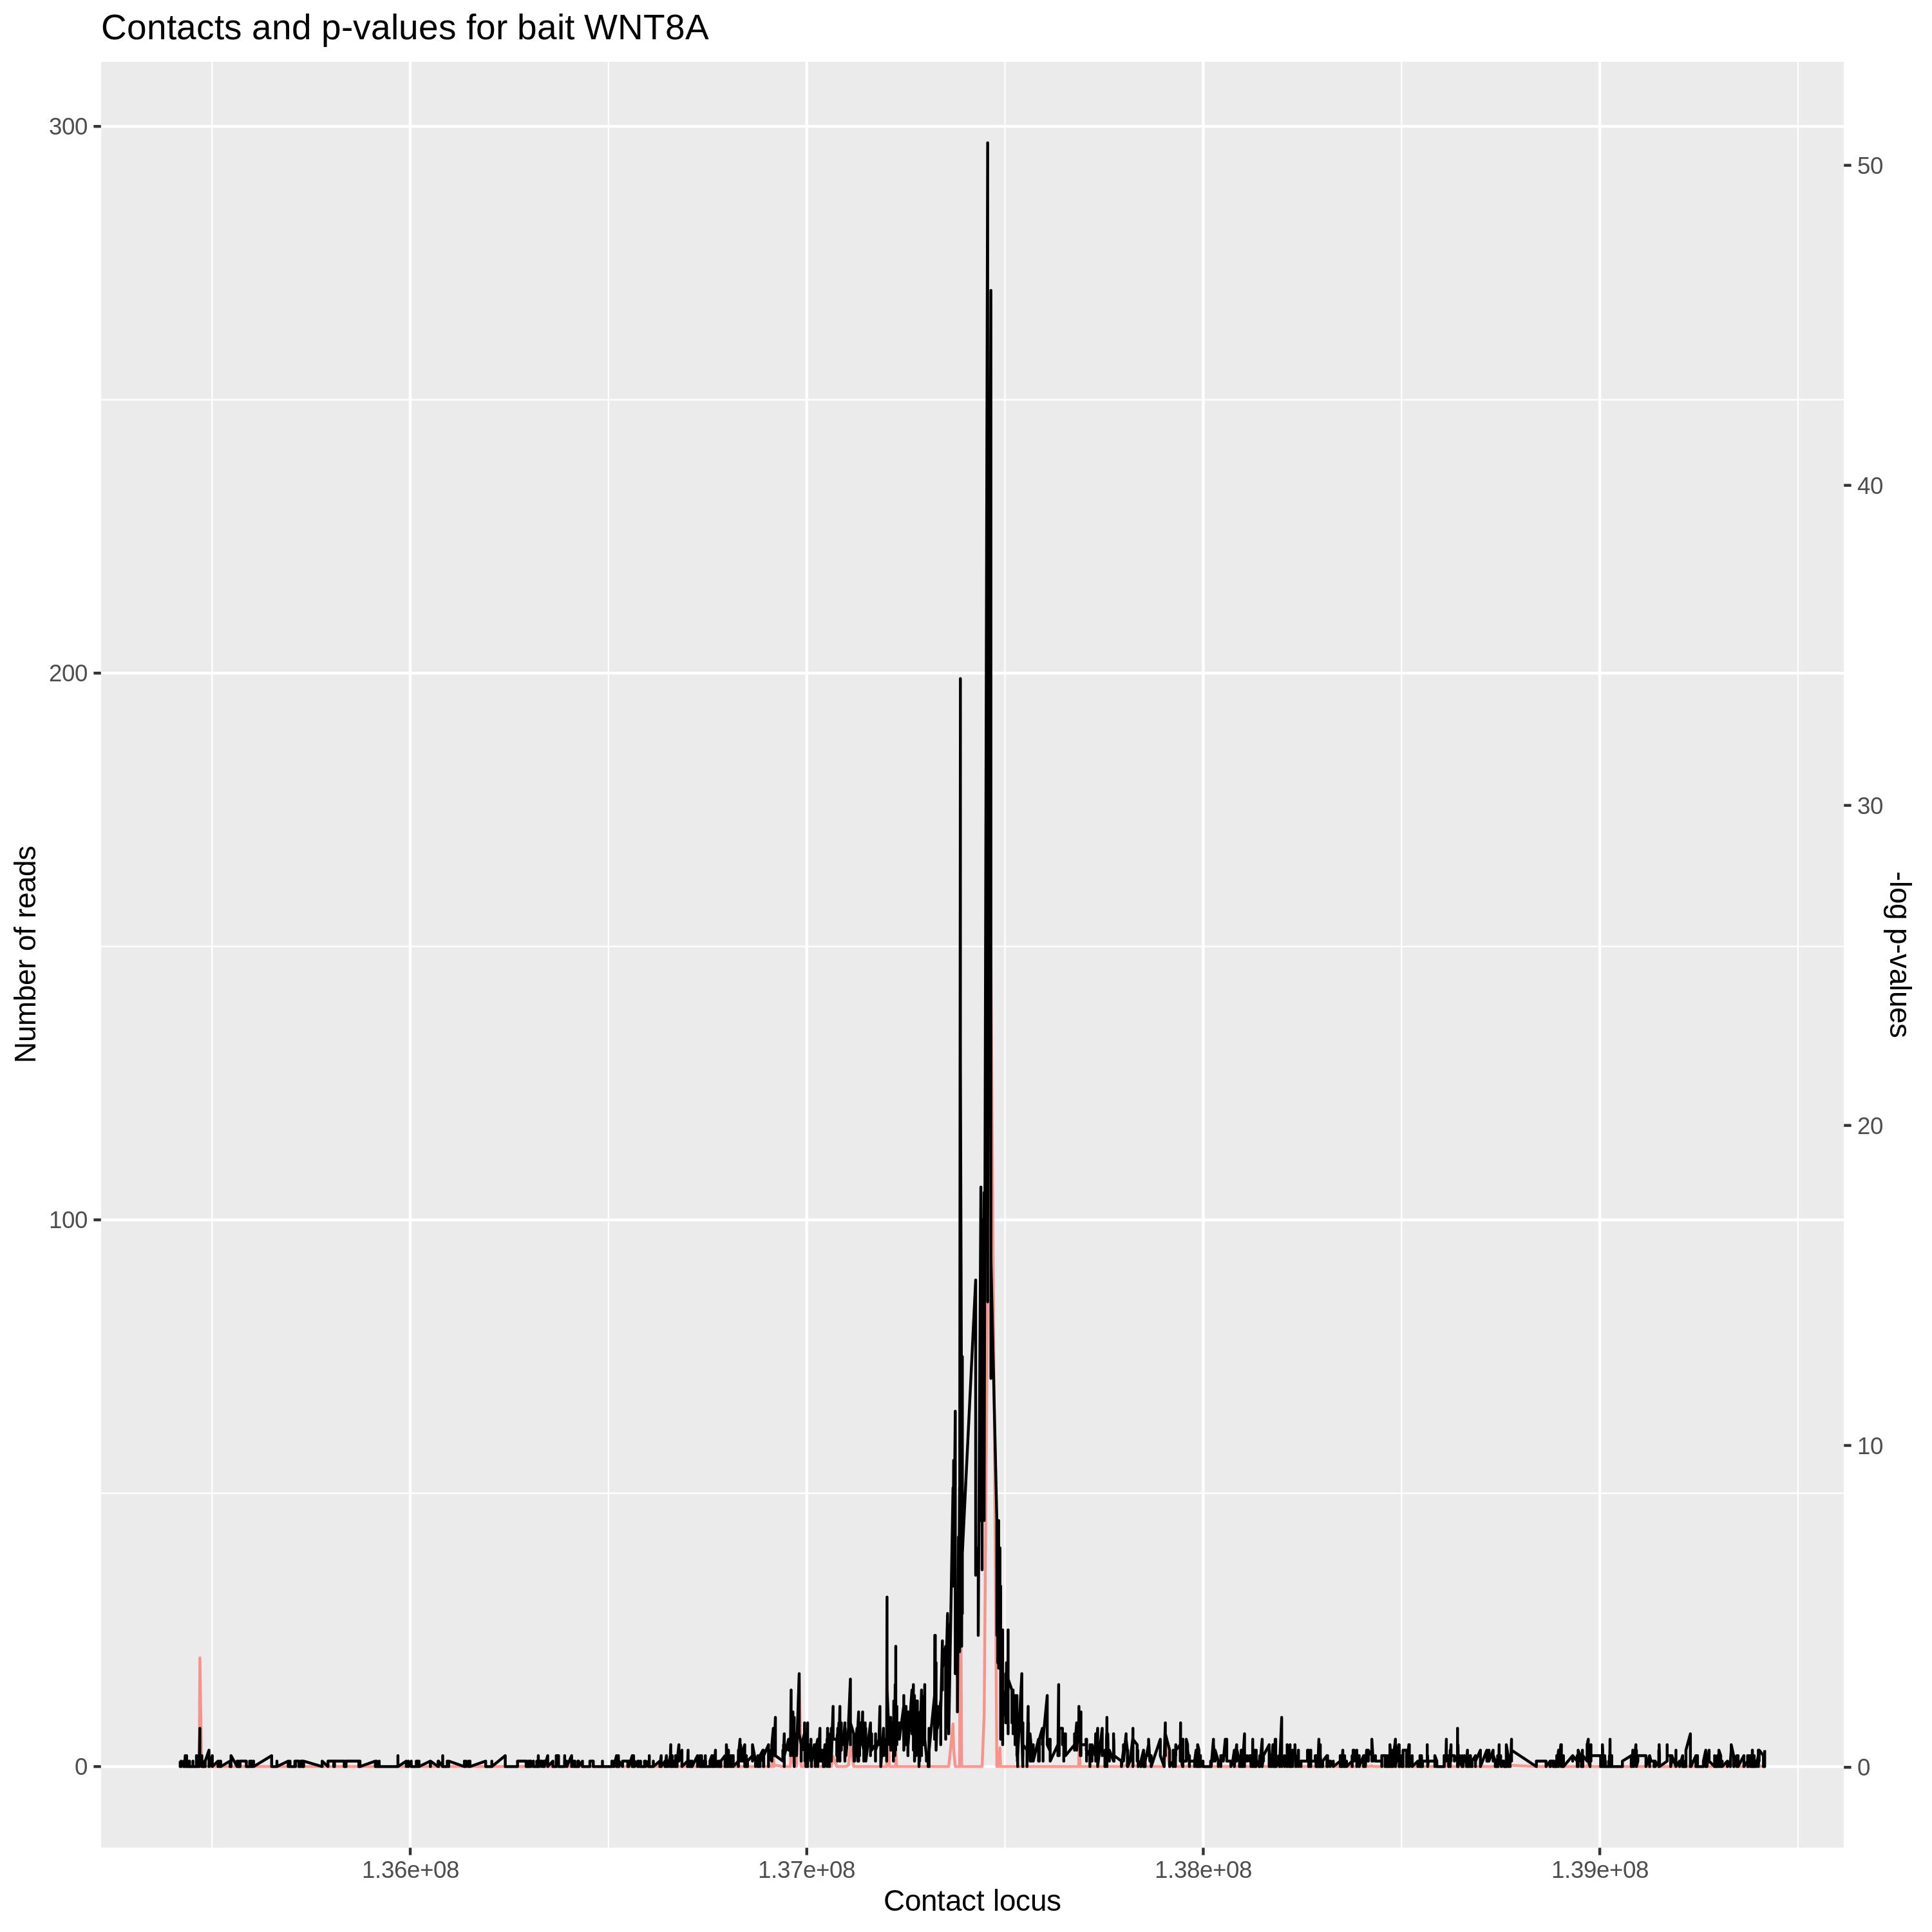 Contacts and p-values for bait WNT8A
300
200
100
0
Number of reads
50
40
30
20
10
0
-log p-values
1.36e+08
1.37e+08
1.38e+08
1.39e+08
Contact locus